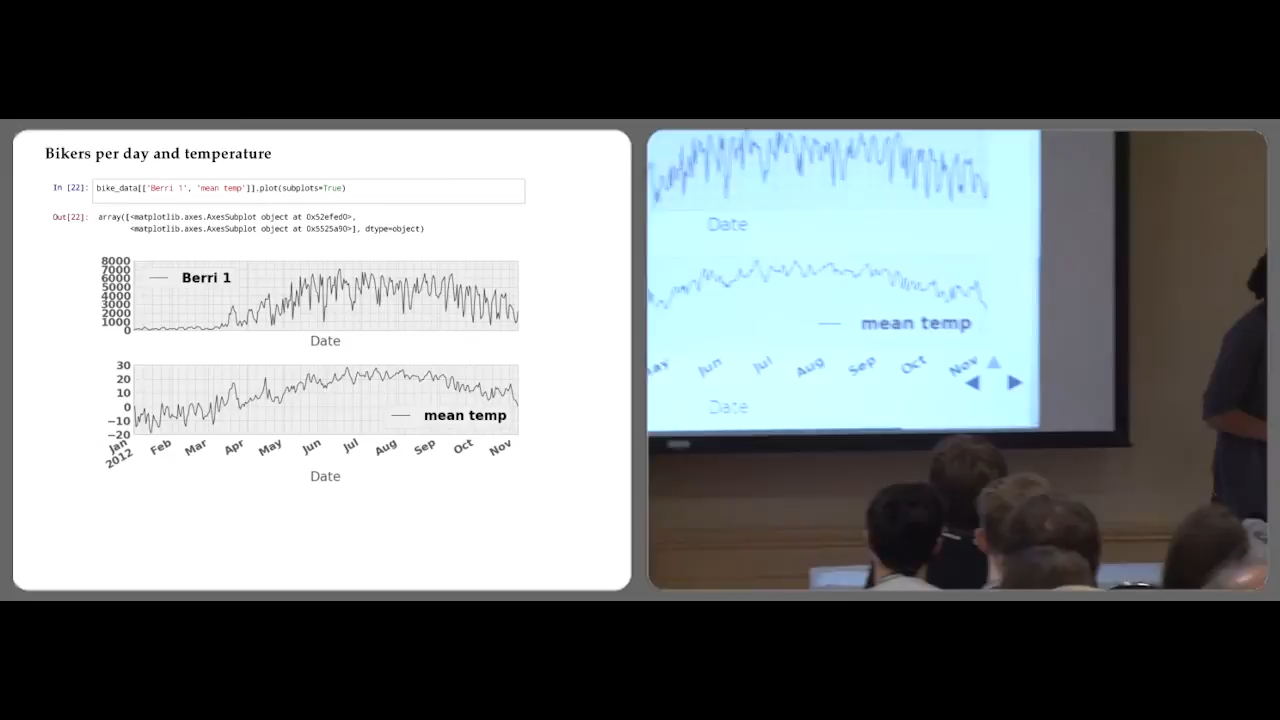 Bikers per day and temperature
In [22]: bike_data[['Berri 1', 'mean temp']].plot(subplots=True)
Out[22]: array([<matplotlib.axes.AxesSubplot object at 0x52efed0>,
<matplotlib.axes.AxesSubplot object at 0x5525a90>], dtype=object)
8000
7000
6000
5000
4000
3000
2000
1000
0
Berri 1
Date
30
20
10
0
−10
−20
mean temp
Jan 2012 Feb Mar Apr May Jun Jul Aug Sep Oct Nov
Date
Date
mean temp
Jun Jul Aug Sep Oct Nov
Date